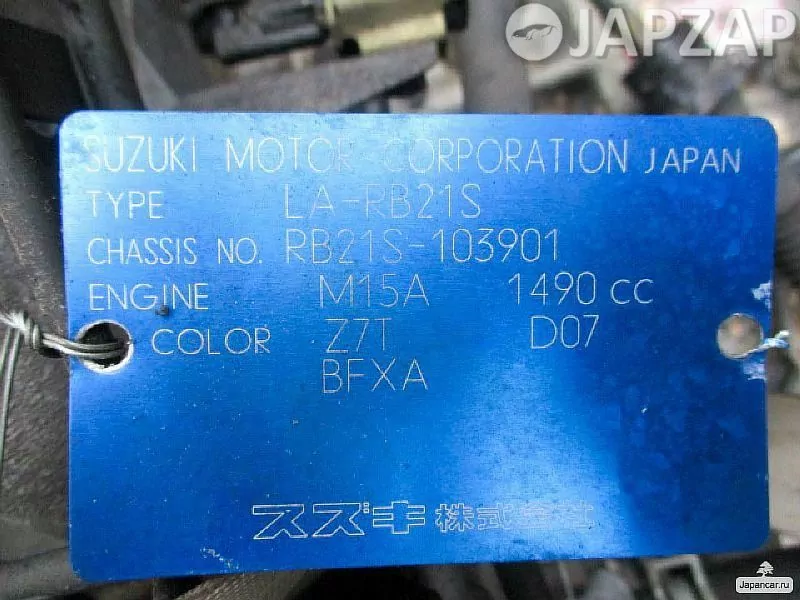 JAPZAP
SUZUKI MOTOR CORPORATION JAPAN
TYPE LA-RB21S
CHASSIS NO. RB21S-103901
ENGINE M15A 1490 cc
COLOR Z7T D07
BFXA
スズキ株式会社
Japancar.ru